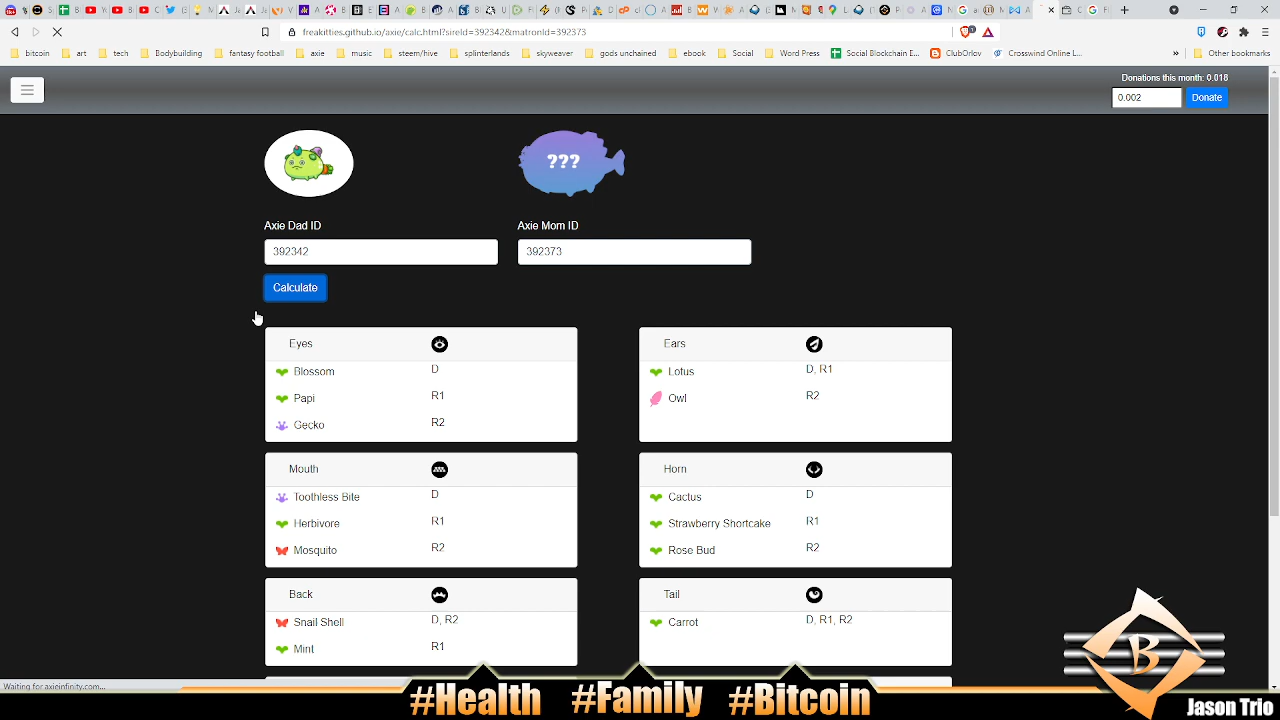 freakitties.github.io/axie/calc.html?sireId=392342&matronId=392373
bitcoin art tech Bodybuilding fantasy football axie music steem/hive splinterlands skyweaver gods unchained ebook Social Word Press Social Blockchain E... ClubOrlov Crosswind Online L... » Other bookmarks
Donations this month: 0.018
0.002 Donate
???
Axie Dad ID Axie Mom ID
392342 392373
Calculate
Eyes
Blossom D
Papi R1
Gecko R2
Ears
Lotus D, R1
Owl R2
Mouth
Toothless Bite D
Herbivore R1
Mosquito R2
Horn
Cactus D
Strawberry Shortcake R1
Rose Bud R2
Back
Snail Shell D, R2
Mint R1
Tail
Carrot D, R1, R2
Waiting for axieinfinity.com...
#Health #Family #Bitcoin
B
Jason Trio